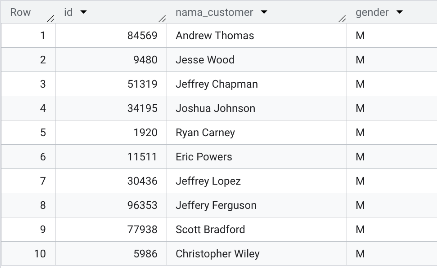 Row id nama_customer gender
1 84569 Andrew Thomas M
2 9480 Jesse Wood M
3 51319 Jeffrey Chapman M
4 34195 Joshua Johnson M
5 1920 Ryan Carney M
6 11511 Eric Powers M
7 30436 Jeffrey Lopez M
8 96353 Jeffery Ferguson M
9 77938 Scott Bradford M
10 5986 Christopher Wiley M